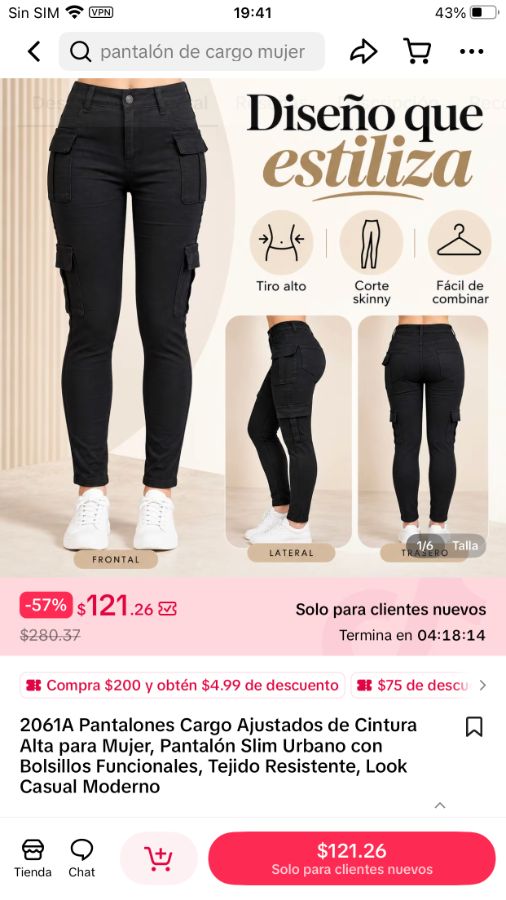 Sin SIM VPN 19:41 43%
pantalón de cargo mujer
Diseño que
estiliza
Tiro alto
Corte
skinny
Fácil de
combinar
FRONTAL
LATERAL
TRASERO
1/6 Talla
-57% $121.26
Solo para clientes nuevos
$280.37
Termina en 04:18:14
Compra $200 y obtén $4.99 de descuento
$75 de descu
2061A Pantalones Cargo Ajustados de Cintura
Alta para Mujer, Pantalón Slim Urbano con
Bolsillos Funcionales, Tejido Resistente, Look
Casual Moderno
Tienda
Chat
$121.26
Solo para clientes nuevos